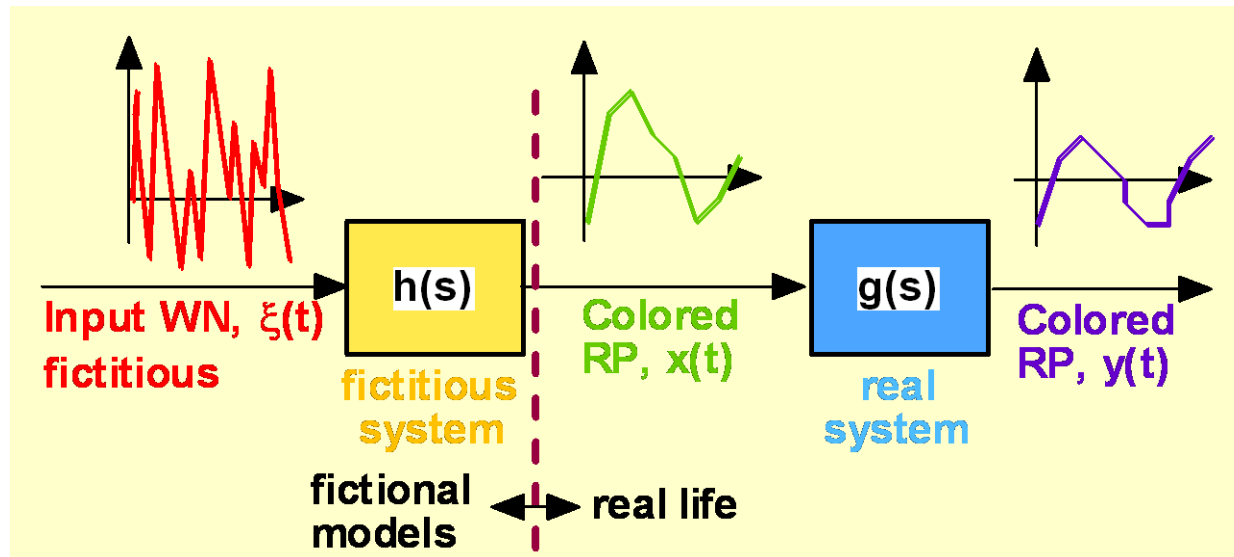 h(s)
g(s)
Input WN, ξ(t)
fictitious
Colored
RP, x(t)
Colored
RP, y(t)
fictitious
system
real
system
fictional
models
real life